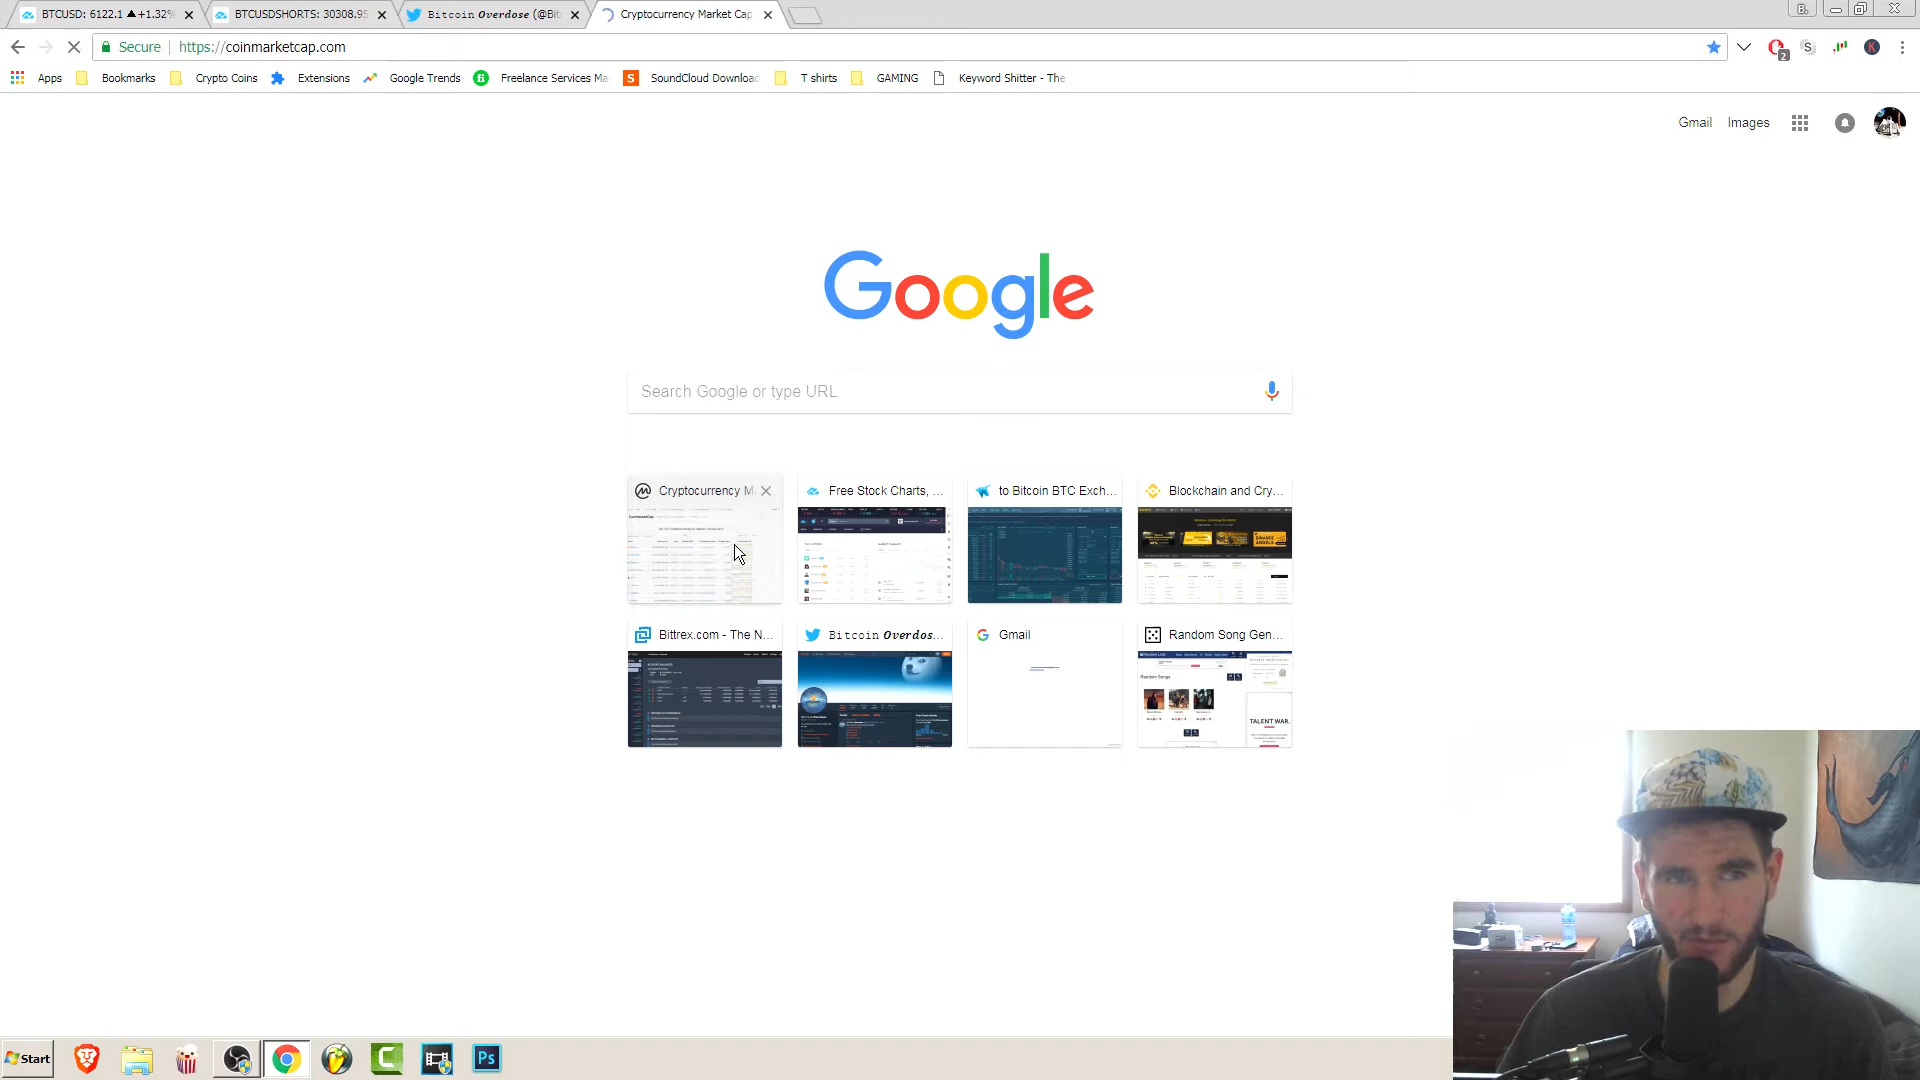 BTCUSD: 6122.1 ▲+1.32%
BTCUSDSHORTS: 30308.95
Bitcoin Overdose (@Bit
Cryptocurrency Market Cap
Secure | https://coinmarketcap.com
Apps Bookmarks Crypto Coins Extensions Google Trends Freelance Services Ma SoundCloud Download T shirts GAMING Keyword Shitter - The
Gmail Images
Google
Search Google or type URL
Cryptocurrency M
Free Stock Charts, ...
to Bitcoin BTC Exch...
Blockchain and Cry...
Bittrex.com - The N...
Bitcoin Overdos...
Gmail
Random Song Gen...
Random Songs
TALENT WAR.
Start
Ps